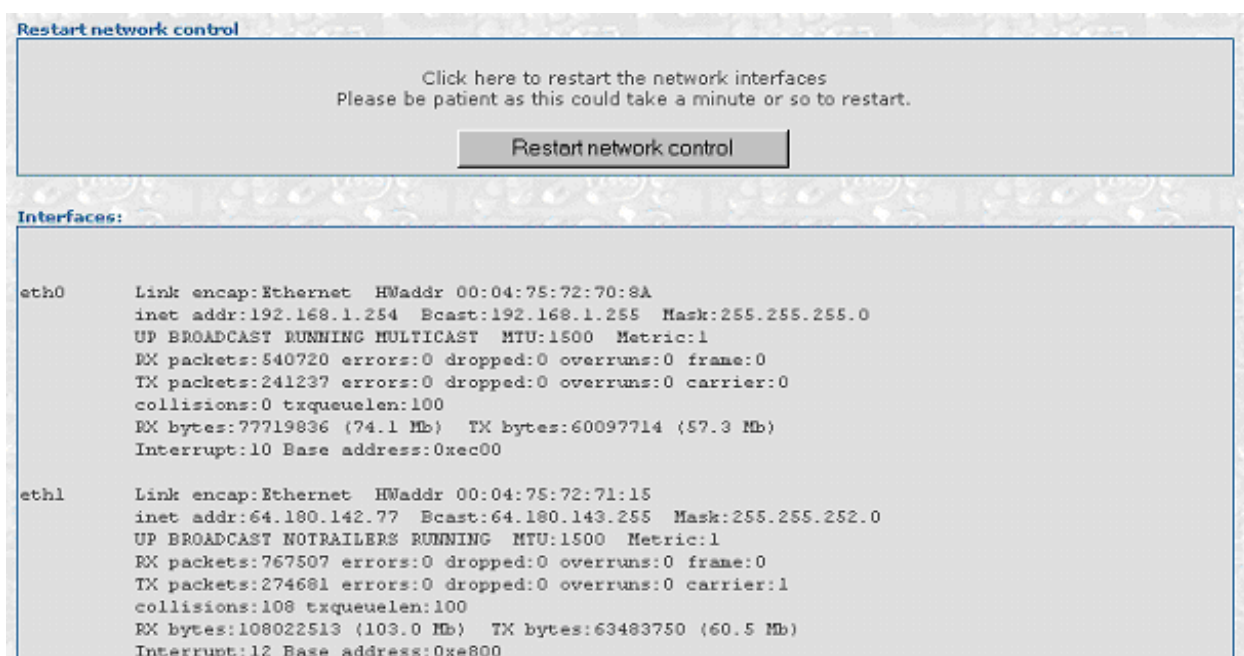 Restart network control
Click here to restart the network interfaces
Please be patient as this could take a minute or so to restart.
Restart network control
Interfaces:
eth0 Link encap:Ethernet HWaddr 00:04:75:72:70:8A
inet addr:192.168.1.254 Bcast:192.168.1.255 Mask:255.255.255.0
UP BROADCAST RUNNING MULTICAST MTU:1500 Metric:1
RX packets:540720 errors:0 dropped:0 overruns:0 frame:0
TX packets:241237 errors:0 dropped:0 overruns:0 carrier:0
collisions:0 txqueuelen:100
RX bytes:77719836 (74.1 Mb) TX bytes:60097714 (57.3 Mb)
Interrupt:10 Base address:0xec00
eth1 Link encap:Ethernet HWaddr 00:04:75:72:71:15
inet addr:64.180.142.77 Bcast:64.180.143.255 Mask:255.255.252.0
UP BROADCAST NOTRAILERS RUNNING MTU:1500 Metric:1
RX packets:767507 errors:0 dropped:0 overruns:0 frame:0
TX packets:274681 errors:0 dropped:0 overruns:0 carrier:1
collisions:108 txqueuelen:100
RX bytes:108022513 (103.0 Mb) TX bytes:63483750 (60.5 Mb)
Interrupt:12 Base address:0xe800